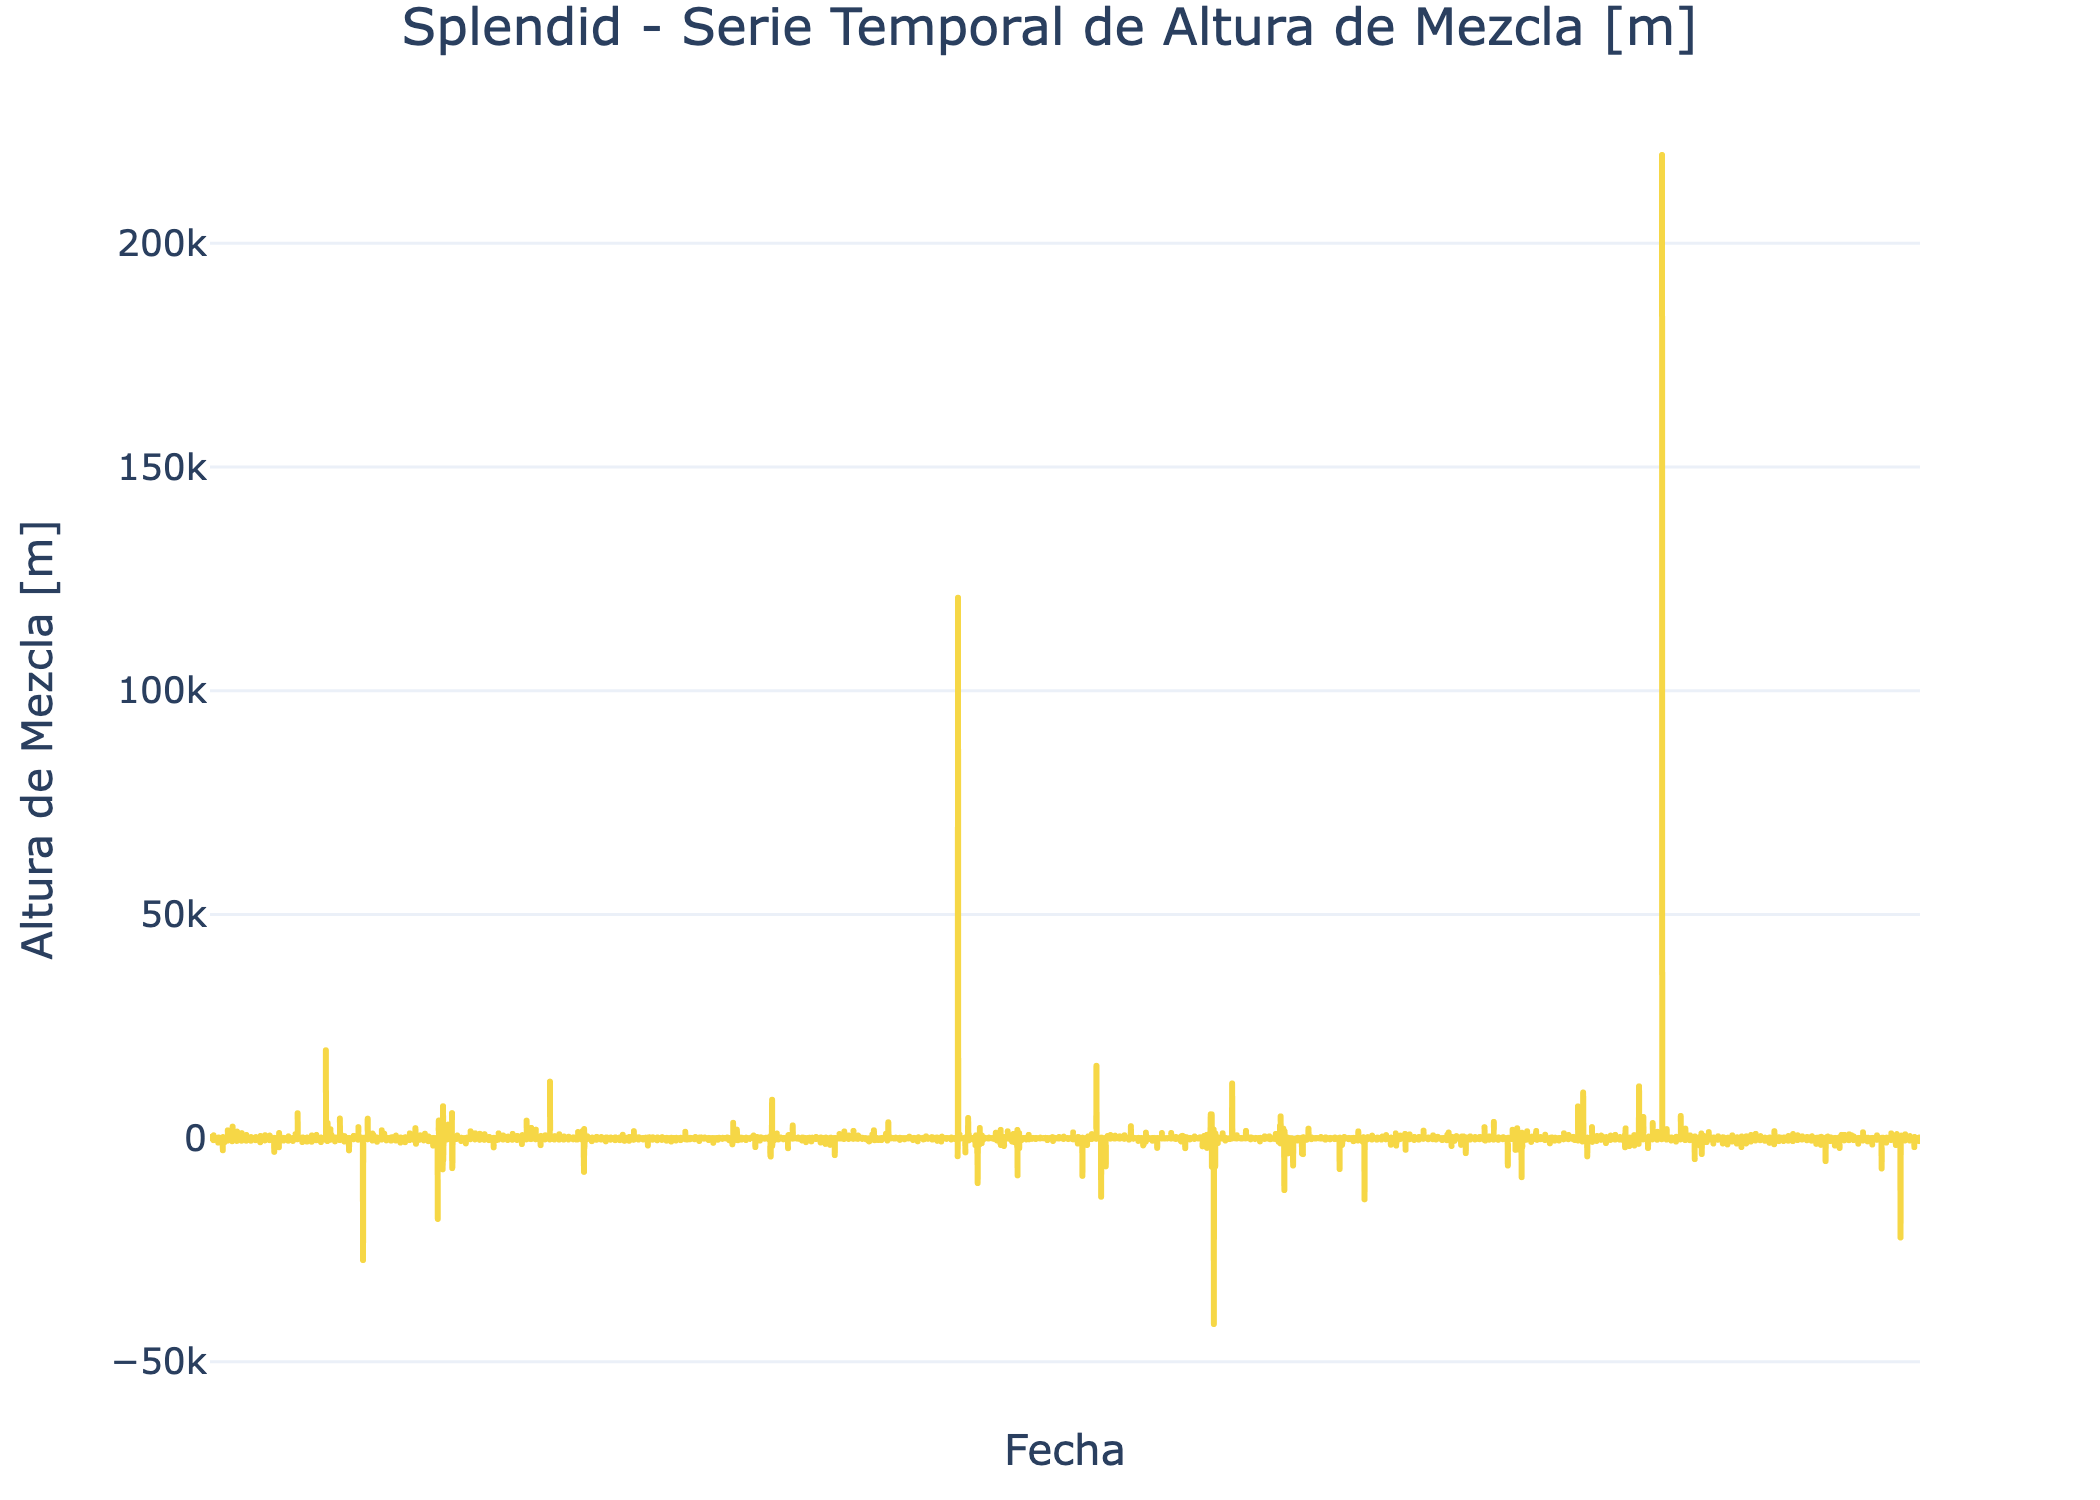 Splendid - Serie Temporal de Altura de Mezcla [m]
Altura de Mezcla [m]
200k
150k
100k
50k
0
−50k
Fecha